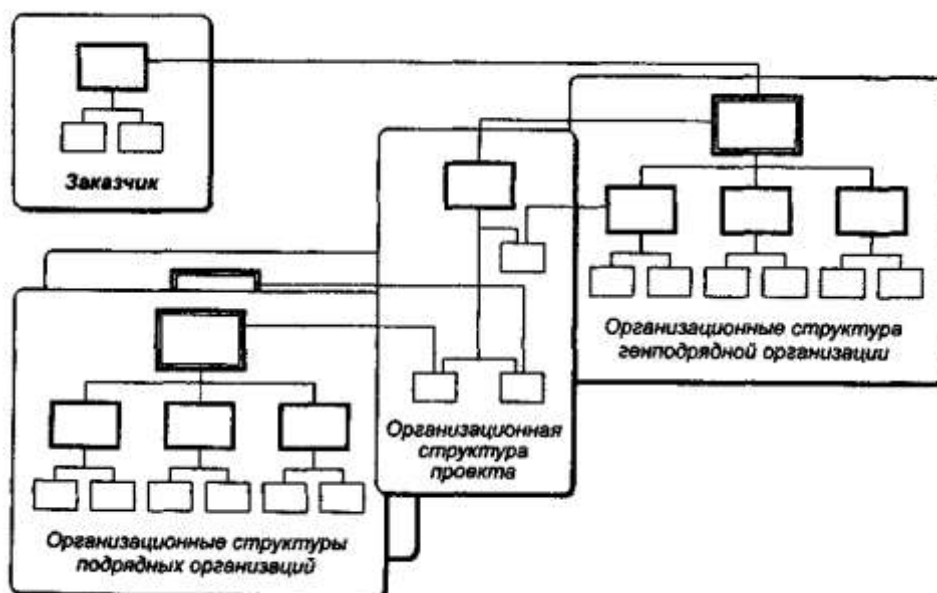 Заказчик
Организационные структура
генподрядной организации
Организационная
структура
проекта
Организационные структуры
подрядных организаций